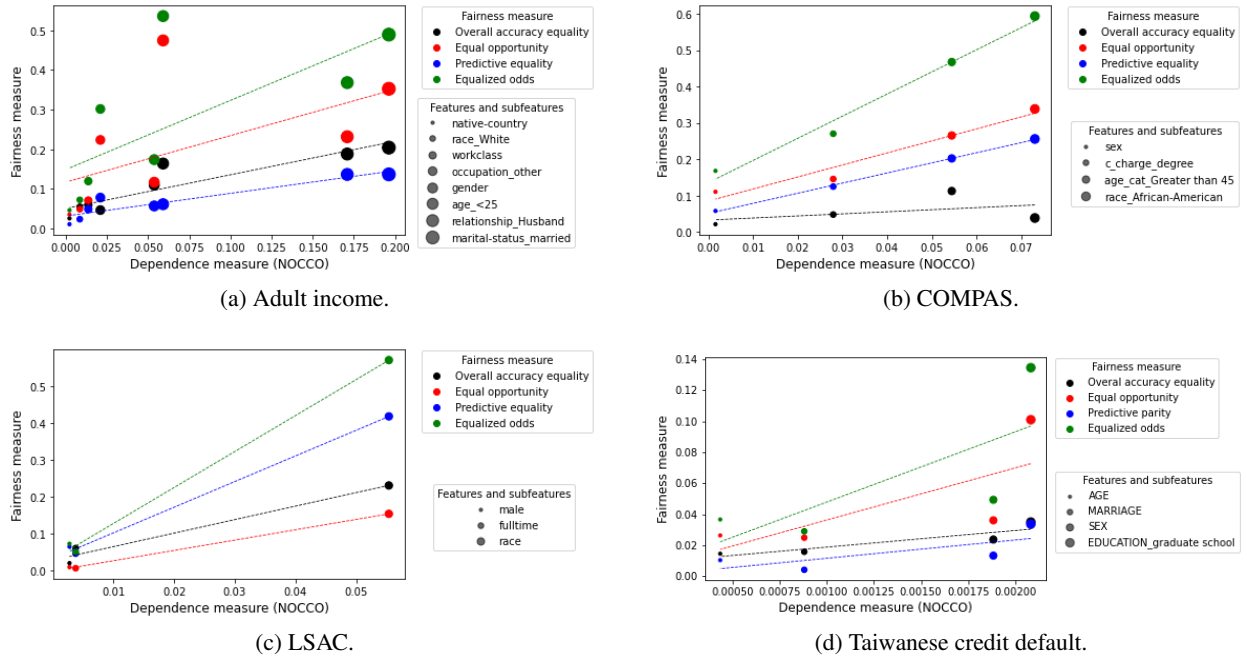 Fairness measure
0.5
0.4
0.3
0.2
0.1
0.0
0.000 0.025 0.050 0.075 0.100 0.125 0.150 0.175 0.200
Dependence measure (NOCCO)
Fairness measure
Overall accuracy equality
Equal opportunity
Predictive equality
Equalized odds
Features and subfeatures
native-country
race_White
workclass
occupation_other
gender
age_<25
relationship_Husband
marital-status_married
(a) Adult income.
Fairness measure
0.6
0.5
0.4
0.3
0.2
0.1
0.0
0.00 0.01 0.02 0.03 0.04 0.05 0.06 0.07
Dependence measure (NOCCO)
Fairness measure
Overall accuracy equality
Equal opportunity
Predictive equality
Equalized odds
Features and subfeatures
sex
c_charge_degree
age_cat_Greater than 45
race_African-American
(b) COMPAS.
Fairness measure
0.5
0.4
0.3
0.2
0.1
0.0
0.01 0.02 0.03 0.04 0.05
Dependence measure (NOCCO)
Fairness measure
Overall accuracy equality
Equal opportunity
Predictive equality
Equalized odds
Features and subfeatures
male
fulltime
race
(c) LSAC.
Fairness measure
0.14
0.12
0.10
0.08
0.06
0.04
0.02
0.00
0.00050 0.00075 0.00100 0.00125 0.00150 0.00175 0.00200
Dependence measure (NOCCO)
Fairness measure
Overal accuracy equality
Equal opportunity
Predictive parity
Equalized odds
Features and subfeatures
AGE
MARRIAGE
SEX
EDUCATION_graduate school
(d) Taiwanese credit default.